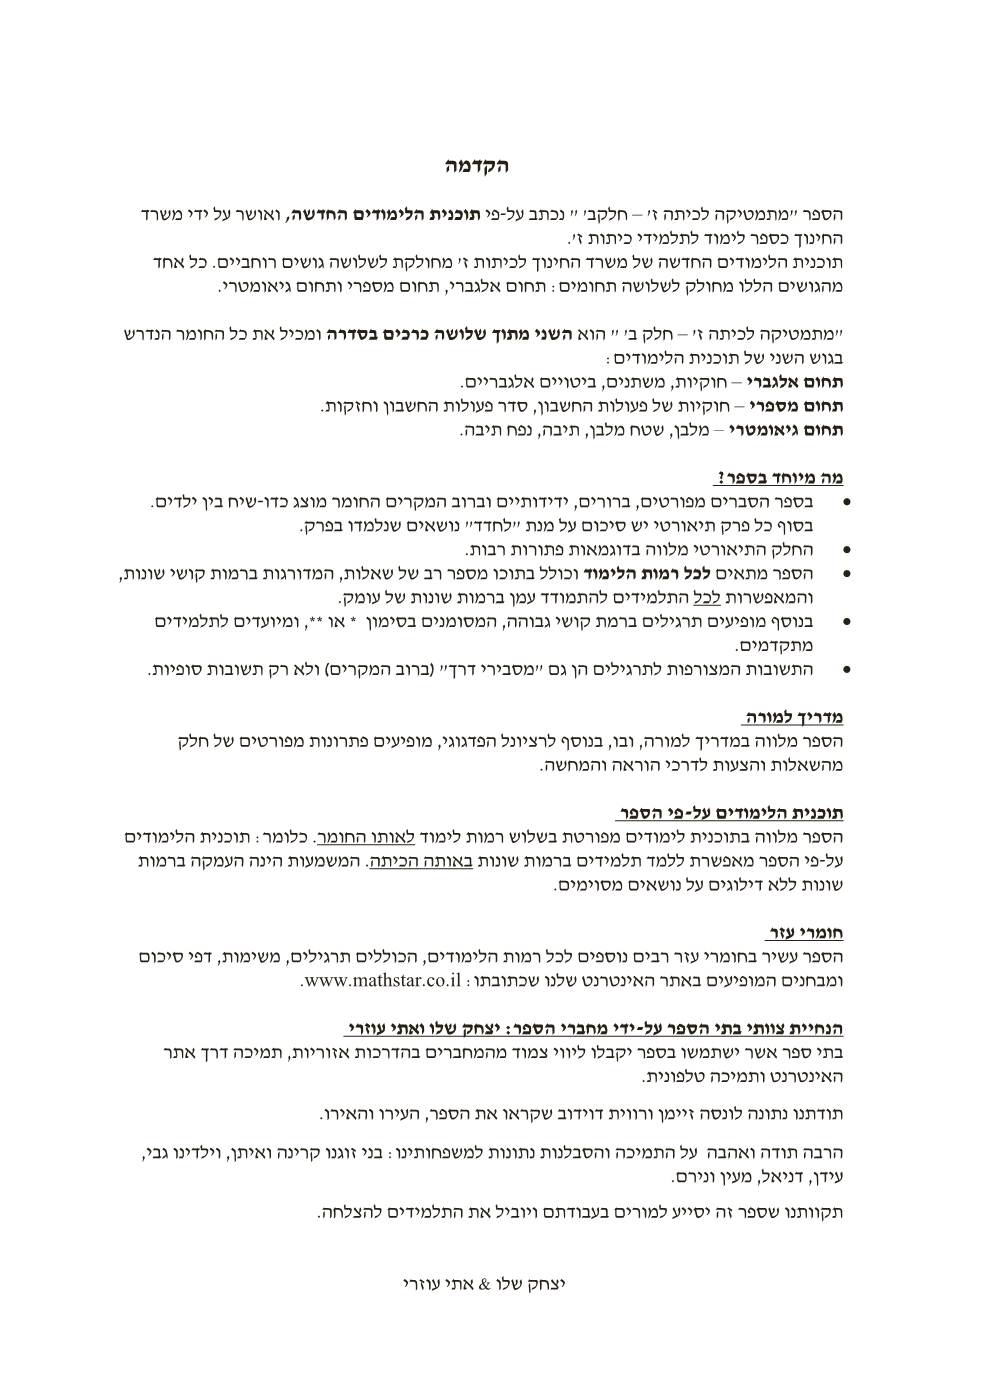 הקדמה
הספר "מתמטיקה לכיתה ז' – חלקב' " נכתב על-פי תוכנית הלימודים החדשה, ואושר על ידי משרד
החינוך כספר לימוד לתלמידי כיתות ז'.
תוכנית הלימודים החדשה של משרד החינוך לכיתות ז' מחולקת לשלושה גושים רוחביים. כל אחד
מהגושים הללו מחולק לשלושה תחומים : תחום אלגברי, תחום מספרי ותחום גיאומטרי.
"מתמטיקה לכיתה ז' – חלק ב' " הוא השני מתוך שלושה כרכים בסדרה ומכיל את כל החומר הנדרש
בגוש השני של תוכנית הלימודים :
תחום אלגברי – חוקיות, משתנים, ביטויים אלגבריים.
תחום מספרי – חוקיות של פעולות החשבון, סדר פעולות החשבון וחזקות.
תחום גיאומטרי – מלבן, שטח מלבן, תיבה, נפח תיבה.
מה מיוחד בספר?
• בספר הסברים מפורטים, ברורים, ידידותיים וברוב המקרים החומר מוצג כדו-שיח בין ילדים.
בסוף כל פרק תיאורטי יש סיכום על מנת "לחדד" נושאים שנלמדו בפרק.
• החלק התיאורטי מלווה בדוגמאות פתורות רבות.
• הספר מתאים לכל רמות הלימוד וכולל בתוכו מספר רב של שאלות, המדורגות ברמות קושי שונות,
והמאפשרות לכל התלמידים להתמודד עמן ברמות שונות של עומק.
• בנוסף מופיעים תרגילים ברמת קושי גבוהה, המסומנים בסימון * או **, ומיועדים לתלמידים
מתקדמים.
• התשובות המצורפות לתרגילים הן גם "מסבירי דרך" (ברוב המקרים) ולא רק תשובות סופיות.
מדריך למורה
הספר מלווה במדריך למורה, ובו, בנוסף לרציונל הפדגוגי, מופיעים פתרונות מפורטים של חלק
מהשאלות והצעות לדרכי הוראה והמחשה.
תוכנית הלימודים על-פי הספר
הספר מלווה בתוכנית לימודים מפורטת בשלוש רמות לימוד לאותו החומר. כלומר : תוכנית הלימודים
על-פי הספר מאפשרת ללמד תלמידים ברמות שונות באותה הכיתה. המשמעות הינה העמקה ברמות
שונות ללא דילוגים על נושאים מסוימים.
חומרי עזר
הספר עשיר בחומרי עזר רבים נוספים לכל רמות הלימודים, הכוללים תרגילים, משימות, דפי סיכום
ומבחנים המופיעים באתר האינטרנט שלנו שכתובתו : www.mathstar.co.il.
הנחיית צוותי בתי הספר על-ידי מחברי הספר: יצחק שלו ואתי עוזרי
בתי ספר אשר ישתמשו בספר יקבלו ליווי צמוד מהמחברים בהדרכות אזוריות, תמיכה דרך אתר
האינטרנט ותמיכה טלפונית.
תודתנו נתונה לונסה זיימן ורווית דוידוב שקראו את הספר, העירו והאירו.
הרבה תודה ואהבה על התמיכה והסבלנות נתונות למשפחותינו : בני זוגנו קרינה ואיתן, וילדינו גבי,
עידן, דניאל, מעין ונירם.
תקוותנו שספר זה יסייע למורים בעבודתם ויוביל את התלמידים להצלחה.
יצחק שלו & אתי עוזרי